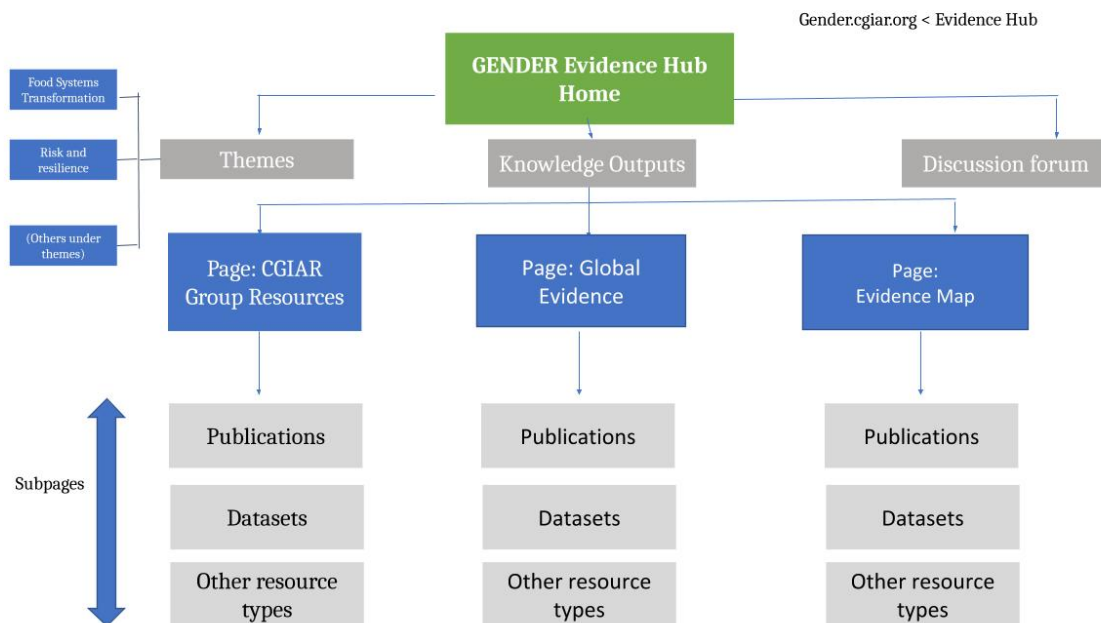 Gender.cgiar.org < Evidence Hub
GENDER Evidence Hub
Home
Food Systems
Transformation
Risk and
resilience
(Others under
themes)
Themes
Knowledge Outputs
Discussion forum
Page: CGIAR
Group Resources
Page: Global
Evidence
Page:
Evidence Map
Subpages
Publications
Publications
Publications
Datasets
Datasets
Datasets
Other resource
types
Other resource
types
Other resource
types